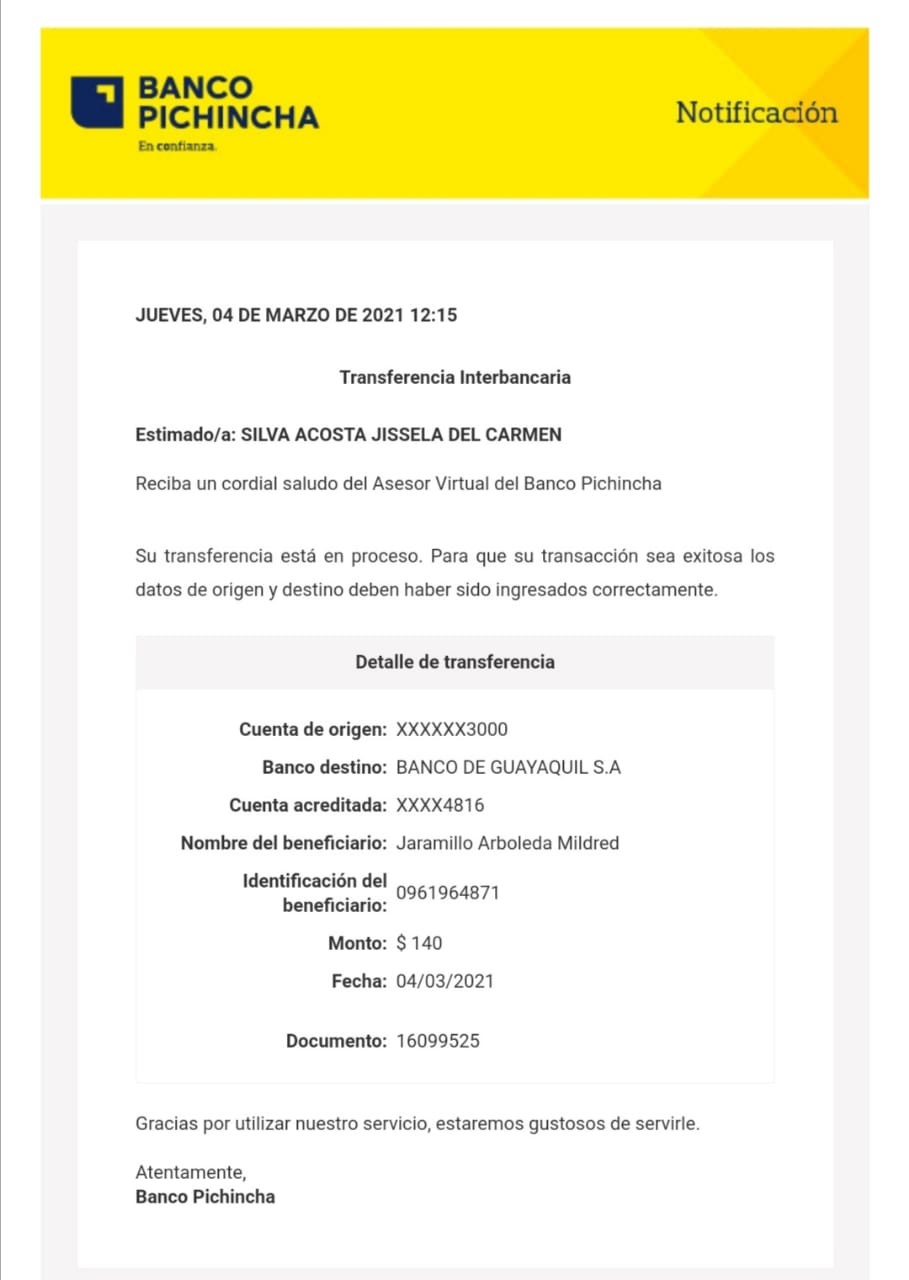 BANCO
PICHINCHA
En confianza.
Notificación
JUEVES, 04 DE MARZO DE 2021 12:15
Transferencia Interbancaria
Estimado/a: SILVA ACOSTA JISSELA DEL CARMEN
Reciba un cordial saludo del Asesor Virtual del Banco Pichincha
Su transferencia está en proceso. Para que su transacción sea exitosa los
datos de origen y destino deben haber sido ingresados correctamente.
Detalle de transferencia
Cuenta de origen: XXXXXX3000
Banco destino: BANCO DE GUAYAQUIL S.A
Cuenta acreditada: XXXX4816
Nombre del beneficiario: Jaramillo Arboleda Mildred
Identificación del
beneficiario: 0961964871
Monto: $ 140
Fecha: 04/03/2021
Documento: 16099525
Gracias por utilizar nuestro servicio, estaremos gustosos de servirle.
Atentamente,
Banco Pichincha